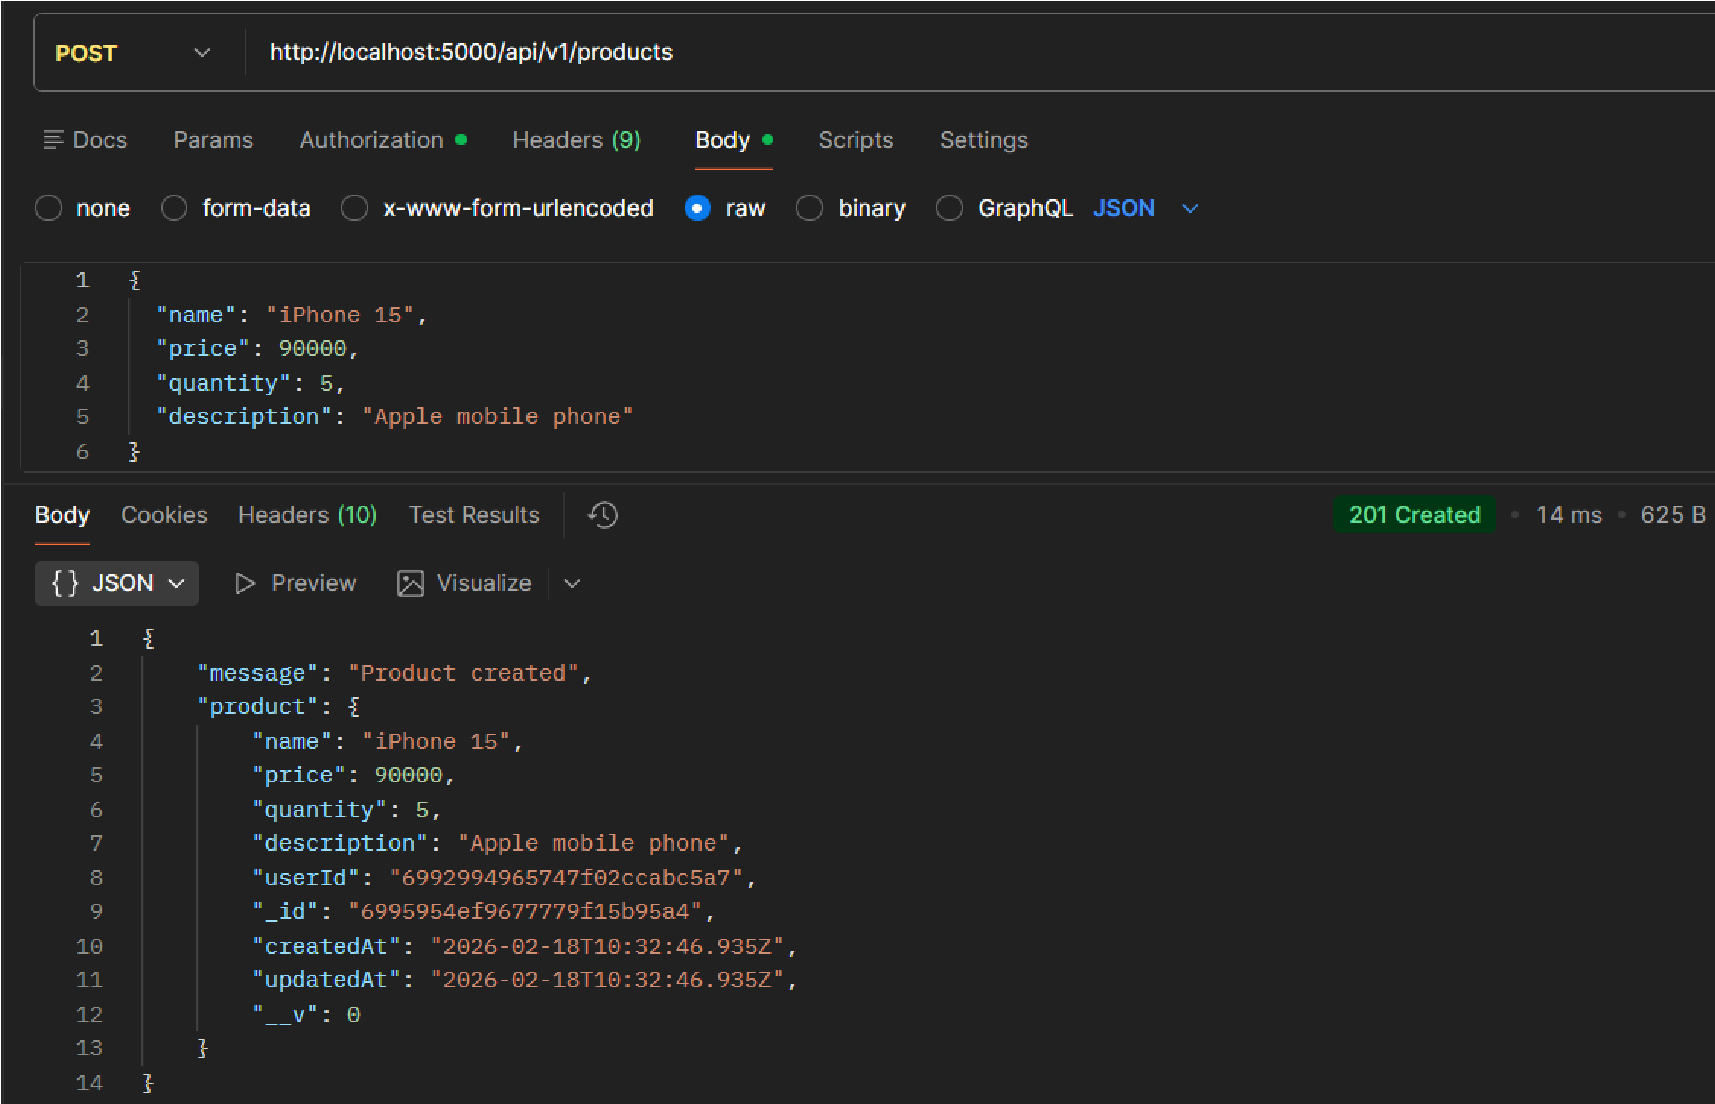 POST http://localhost:5000/api/v1/products
Docs Params Authorization Headers (9) Body Scripts Settings
none form-data x-www-form-urlencoded raw binary GraphQL JSON
1 {
2 "name": "iPhone 15",
3 "price": 90000,
4 "quantity": 5,
5 "description": "Apple mobile phone"
6 }
Body Cookies Headers (10) Test Results 201 Created • 14 ms • 625 B
{} JSON Preview Visualize
1 {
2 "message": "Product created",
3 "product": {
4 "name": "iPhone 15",
5 "price": 90000,
6 "quantity": 5,
7 "description": "Apple mobile phone",
8 "userId": "6992994965747f02ccabc5a7",
9 "_id": "6995954ef9677779f15b95a4",
10 "createdAt": "2026-02-18T10:32:46.935Z",
11 "updatedAt": "2026-02-18T10:32:46.935Z",
12 "__v": 0
13 }
14 }